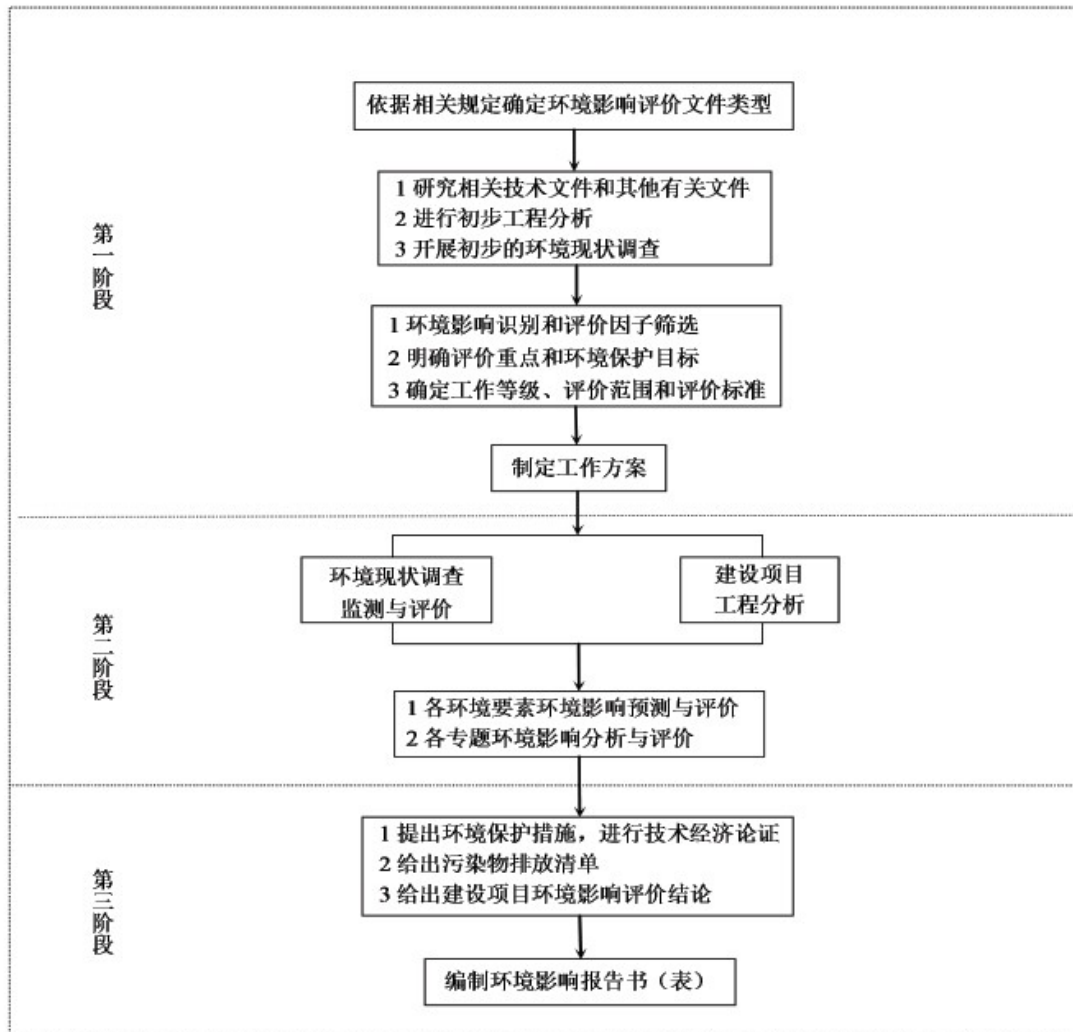 依据相关规定确定环境影响评价文件类型
1 研究相关技术文件和其他有关文件
2 进行初步工程分析
3 开展初步的环境现状调查
第一阶段
1 环境影响识别和评价因子筛选
2 明确评价重点和环境保护目标
3 确定工作等级、评价范围和评价标准
制定工作方案
第二阶段
环境现状调查
监测与评价
建设项目
工程分析
1 各环境要素环境影响预测与评价
2 各专题环境影响分析与评价
第三阶段
1 提出环境保护措施，进行技术经济论证
2 给出污染物排放清单
3 给出建设项目环境影响评价结论
编制环境影响报告书（表）